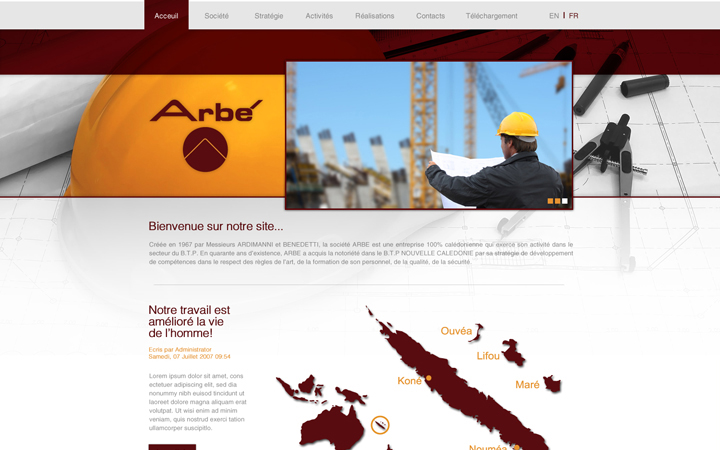 Acceuil Société Stratégie Activités Réalisations Contacts Téléchargement EN FR
Arbé
Bienvenue sur notre site...
Créée en 1967 par Messieurs ARDIMANNI et BENEDETTI, la société ARBE est une entreprise 100% calédonienne qui exerce son activité dans le
secteur du B.T.P. En quarante ans d'existence, ARBE a acquis la notoriété dans le B.T.P NOUVELLE CALEDONIE par sa stratégie de développement
de compétences dans le respect des règles de l'art, de la formation de son personnel, de la qualité, de la sécurité.
Notre travail est
amélioré la vie
de l'homme!
Ecris par Administrator
Samedi, 07 Juillet 2007 09:54
Lorem ipsum dolor sit amet, cons
ectetuer adipiscing elit, sed dia
nonummy nibh euismod tincidunt ut
laoreet dolore magna aliquam erat
volutpat. Ut wisi enim ad minim
veniam, quis nostrud exerci tation
ullamcorper suscipitto.
Ouvéa
Lifou
Koné
Maré
Nouméa